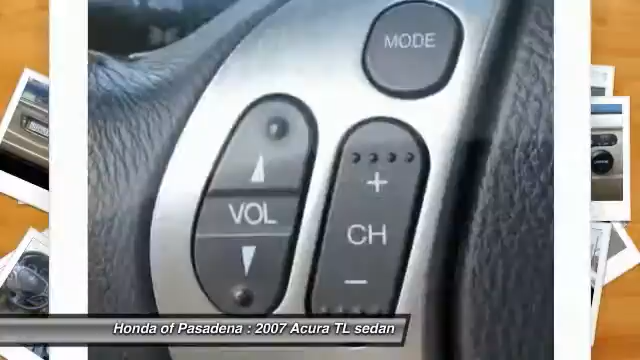 MODE
VOL
+
CH
−
Honda of Pasadena : 2007 Acura TL sedan